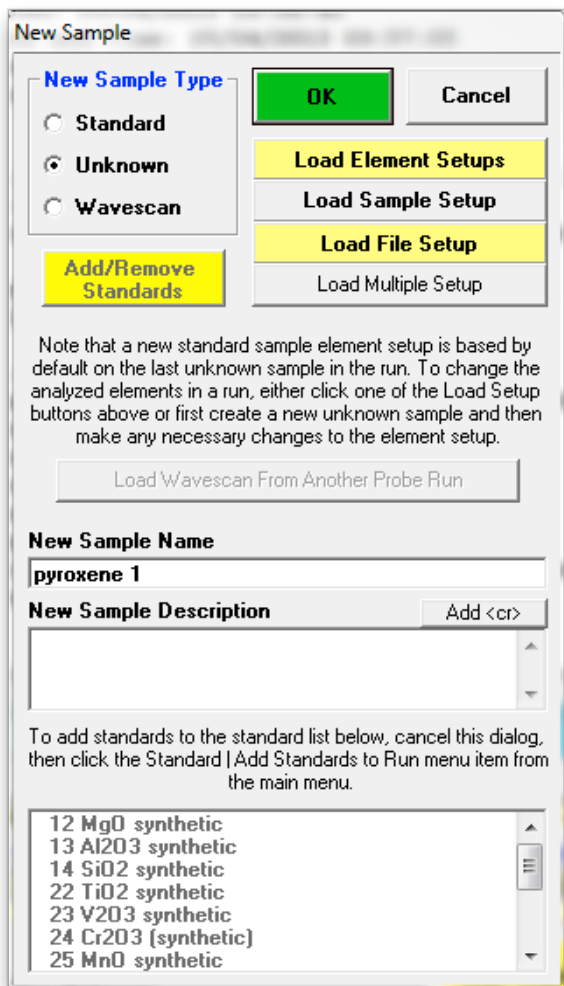 New Sample
New Sample Type
Standard
Unknown
Wavescan
OK
Cancel
Load Element Setups
Load Sample Setup
Load File Setup
Load Multiple Setup
Add/Remove
Standards
Note that a new standard sample element setup is based by
default on the last unknown sample in the run. To change the
analyzed elements in a run, either click one of the Load Setup
buttons above or first create a new unknown sample and then
make any necessary changes to the element setup.
Load Wavescan From Another Probe Run
New Sample Name
pyroxene 1
New Sample Description
Add <cr>
To add standards to the standard list below, cancel this dialog,
then click the Standard | Add Standards to Run menu item from
the main menu.
12 MgO synthetic
13 Al2O3 synthetic
14 SiO2 synthetic
22 TiO2 synthetic
23 V2O3 synthetic
24 Cr2O3 (synthetic)
25 MnO synthetic